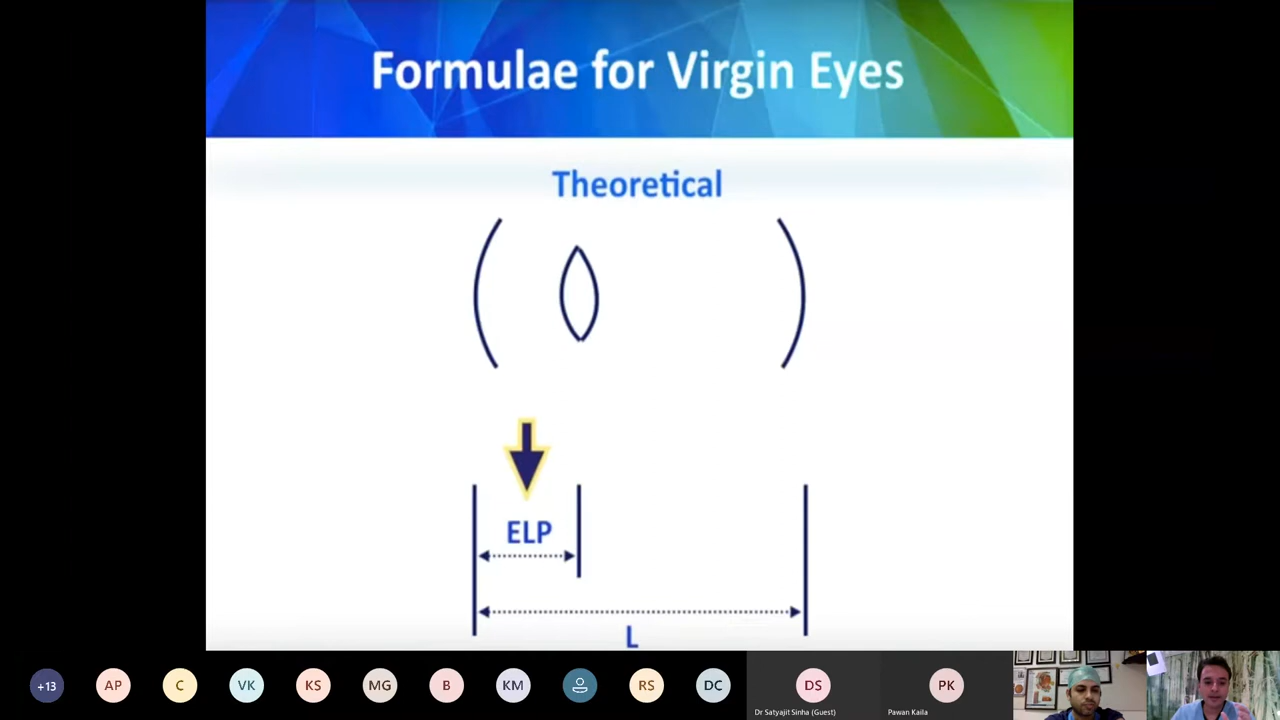 Formulae for Virgin Eyes
Theoretical
ELP
L
+13
AP
C
VK
KS
MG
B
KM
RS
DC
DS
PK
Dr Satyajit Sinha (Guest)
Pawan Kaila